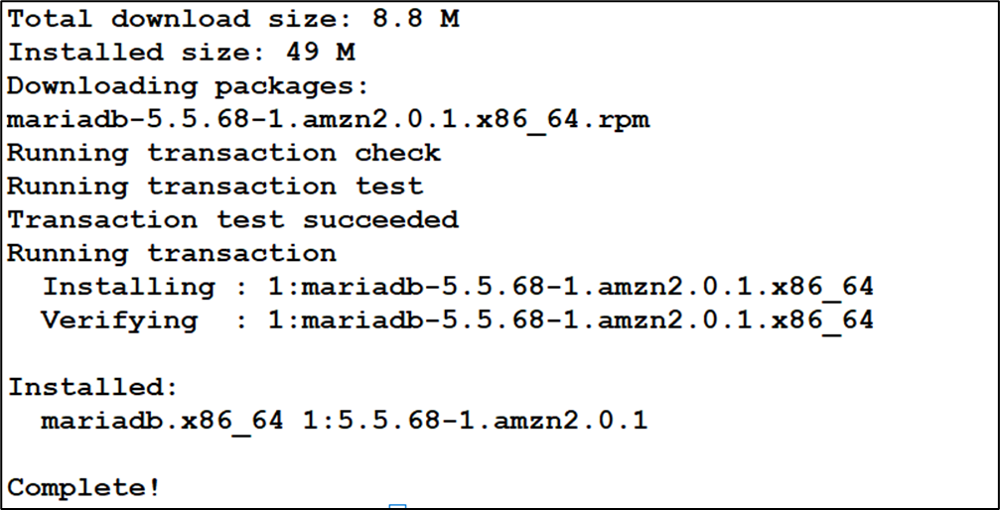 Total download size: 8.8 M
Installed size: 49 M
Downloading packages:
mariadb-5.5.68-1.amzn2.0.1.x86_64.rpm
Running transaction check
Running transaction test
Transaction test succeeded
Running transaction
  Installing : 1:mariadb-5.5.68-1.amzn2.0.1.x86_64
  Verifying  : 1:mariadb-5.5.68-1.amzn2.0.1.x86_64

Installed:
  mariadb.x86_64 1:5.5.68-1.amzn2.0.1

Complete!